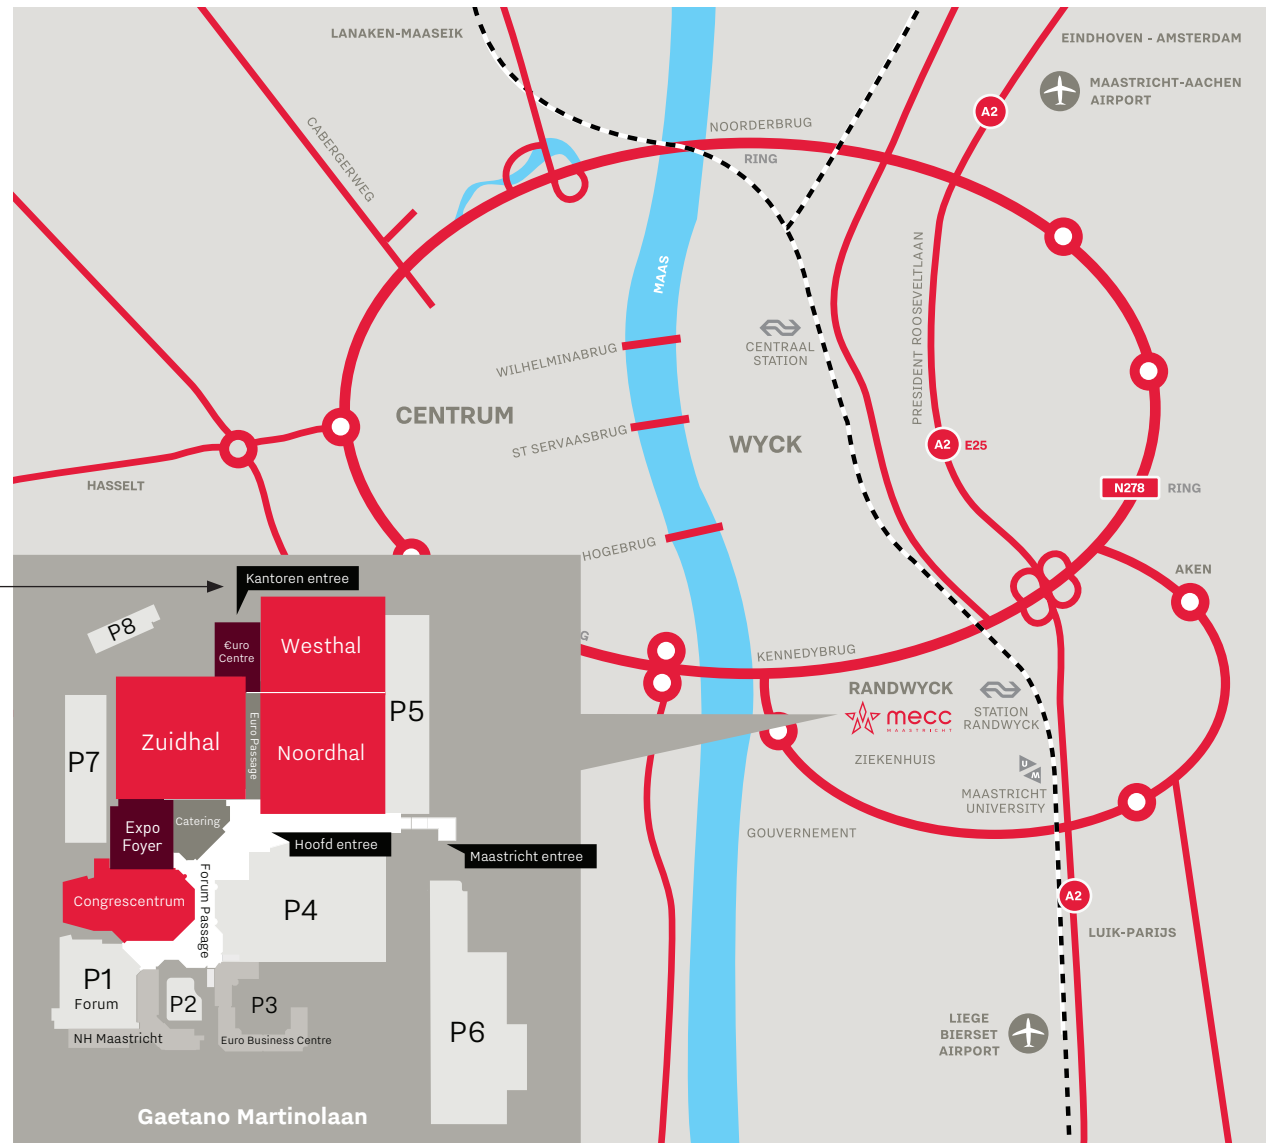 LANAKEN-MAASEIK
EINDHOVEN - AMSTERDAM
MAASTRICHT-AACHEN
AIRPORT
A2
CABERGERWEG
NOORDERBRUG
RING
MAAS
PRESIDENT ROOSEVELTLAAN
CENTRAAL
STATION
WILHELMINABRUG
CENTRUM
ST SERVAASBRUG
WYCK
A2
E25
HASSELT
N278
RING
HOGEBRUG
AKEN
KENNEDYBRUG
RANDWYCK
mecc
MAASTRICHT
STATION
RANDWYCK
ZIEKENHUIS
UM
MAASTRICHT
UNIVERSITY
GOUVERNEMENT
A2
LUIK-PARIJS
LIEGE
BIERSET
AIRPORT
G
Kantoren entree
P8
€uro
Centre
Westhal
P5
P7
Zuidhal
Euro Passage
Noordhal
Expo
Foyer
Catering
Hoofd entree
Maastricht entree
Congrescentrum
Forum Passage
P4
P1
Forum
P2
P3
P6
NH Maastricht
Euro Business Centre
Gaetano Martinolaan